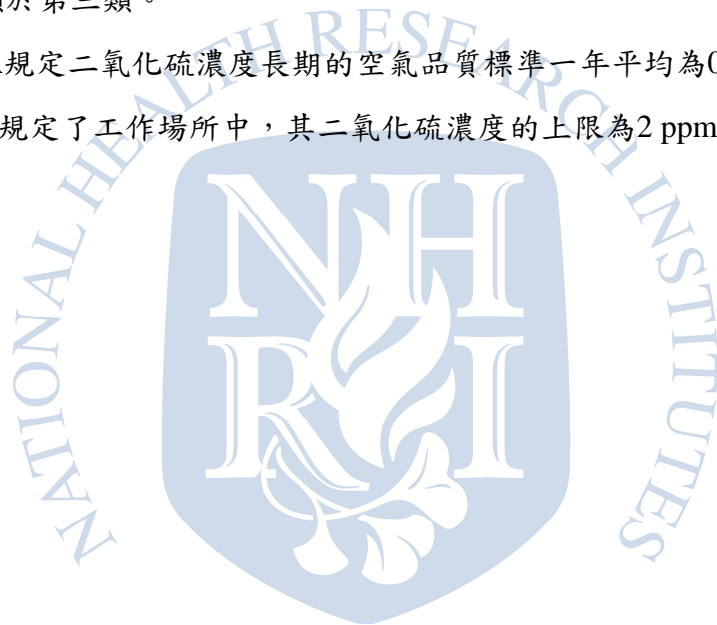 於第三類。
規定二氧化硫濃度長期的空氣品質標準一年平均為0
規定了工作場所中，其二氧化硫濃度的上限為2 ppm
NATIONAL HEALTH RESEARCH INSTITUTES
NH
RI